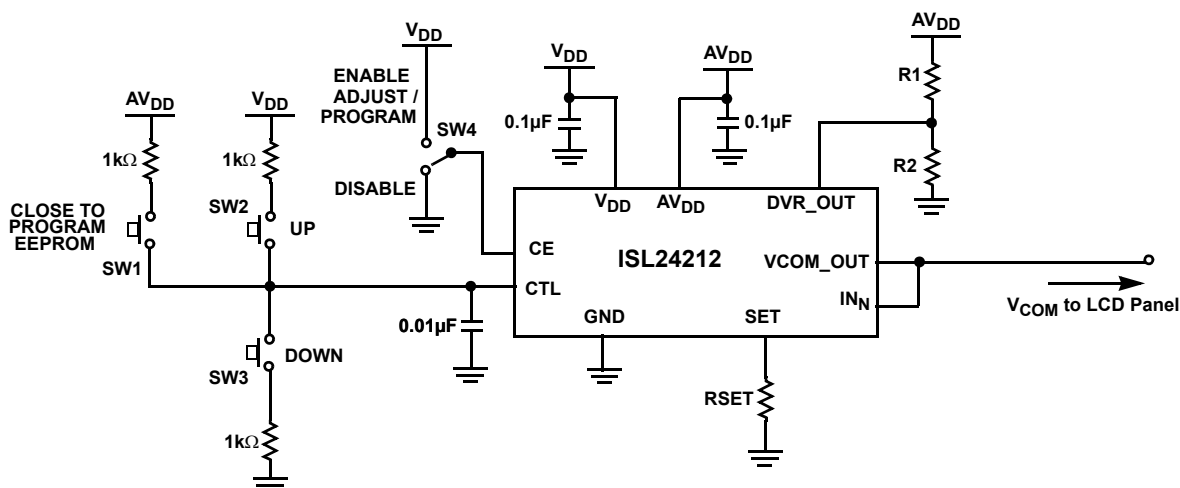 VDD
ENABLE
ADJUST /
PROGRAM
SW4
DISABLE
AVDD
VDD
1kΩ
1kΩ
CLOSE TO
PROGRAM
EEPROM
SW1
SW2
UP
SW3
DOWN
1kΩ
0.01µF
VDD
0.1µF
AVDD
0.1µF
AVDD
R1
R2
VDD
AVDD
DVR_OUT
CE
ISL24212
VCOM_OUT
CTL
INN
GND
SET
RSET
VCOM to LCD Panel